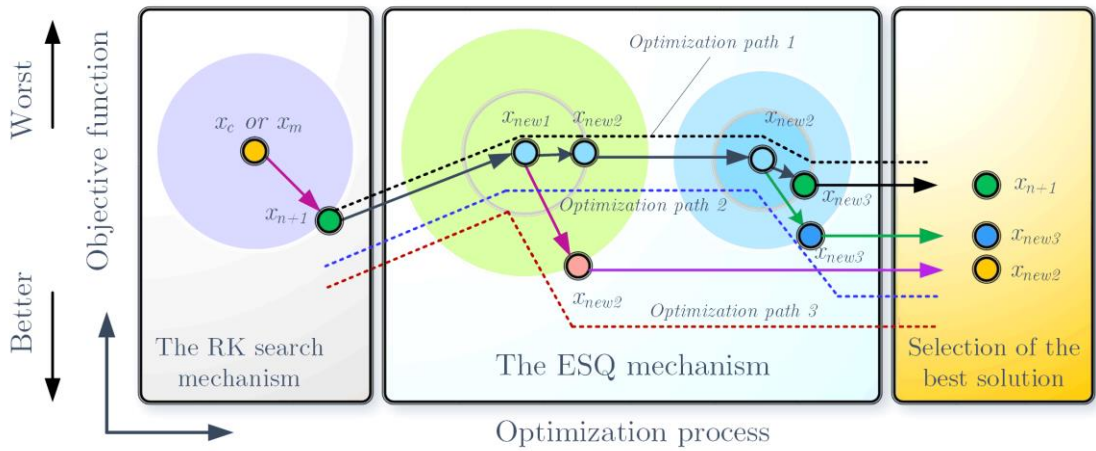 Worst
Better
Objective function
x_c or x_m
x_{n+1}
The RK search
mechanism
Optimization path 1
x_{new1}
x_{new2}
x_{new2}
x_{new3}
Optimization path 2
x_{new3}
x_{new2}
Optimization path 3
The ESQ mechanism
x_{n+1}
x_{new3}
x_{new2}
Selection of the
best solution
Optimization process